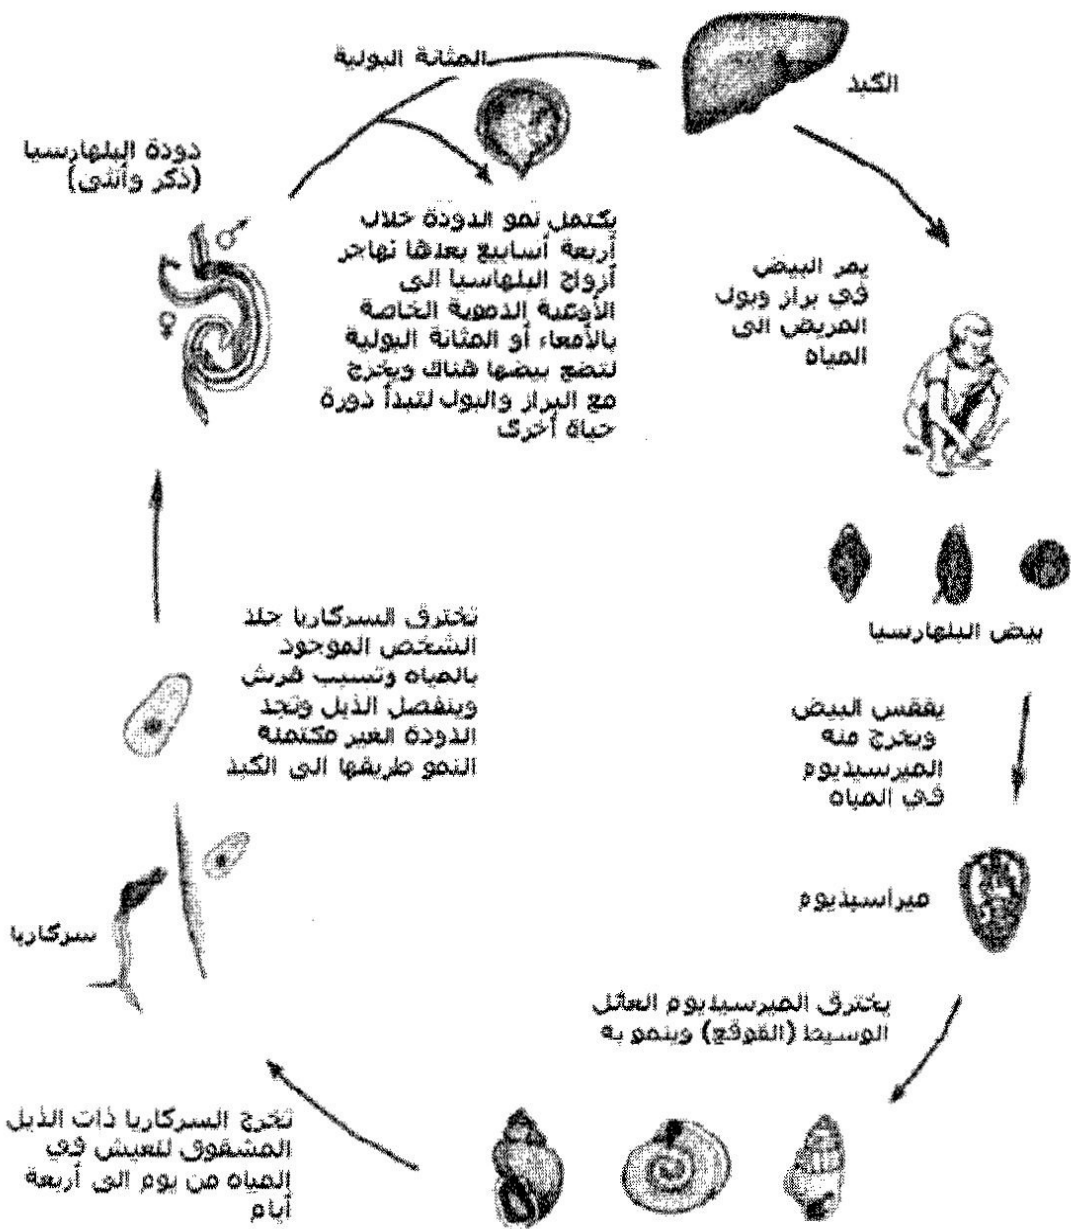 المثانة البولية
الكبد
دودة البلهارسيا
(ذكر وأنثى)
يكتمل نمو الدودة خلال
أربعة أسابيع بعدها تهاجر
أزواج البلهاسيا الى
الأوعية الدموية الخاصة
بالأمعاء أو المثانة البولية
لتضع بيضها هناك ويخرج
مع البراز والبول لتبدأ دورة
حياة أخرى
يمر البيض
في براز وبول
المريض الى
المياه
بيض البلهارسيا
يفقس البيض
ويخرج منه
الميرسيديوم
في المياه
ميراسيديوم
يخترق الميرسيديوم العائل
الوسيط (القوقع) وينمو به
تخرج السركاريا ذات الذيل
المشقوق لتعيش في
المياه من يوم الى أربعة
أيام
سركاريا
تخترق السركاريا جلد
الشخص الموجود
بالمياه وتسبب هرش
وينفصل الذيل وتجد
الدودة الغير مكتملة
النمو طريقها الى الكبد
♂
♀